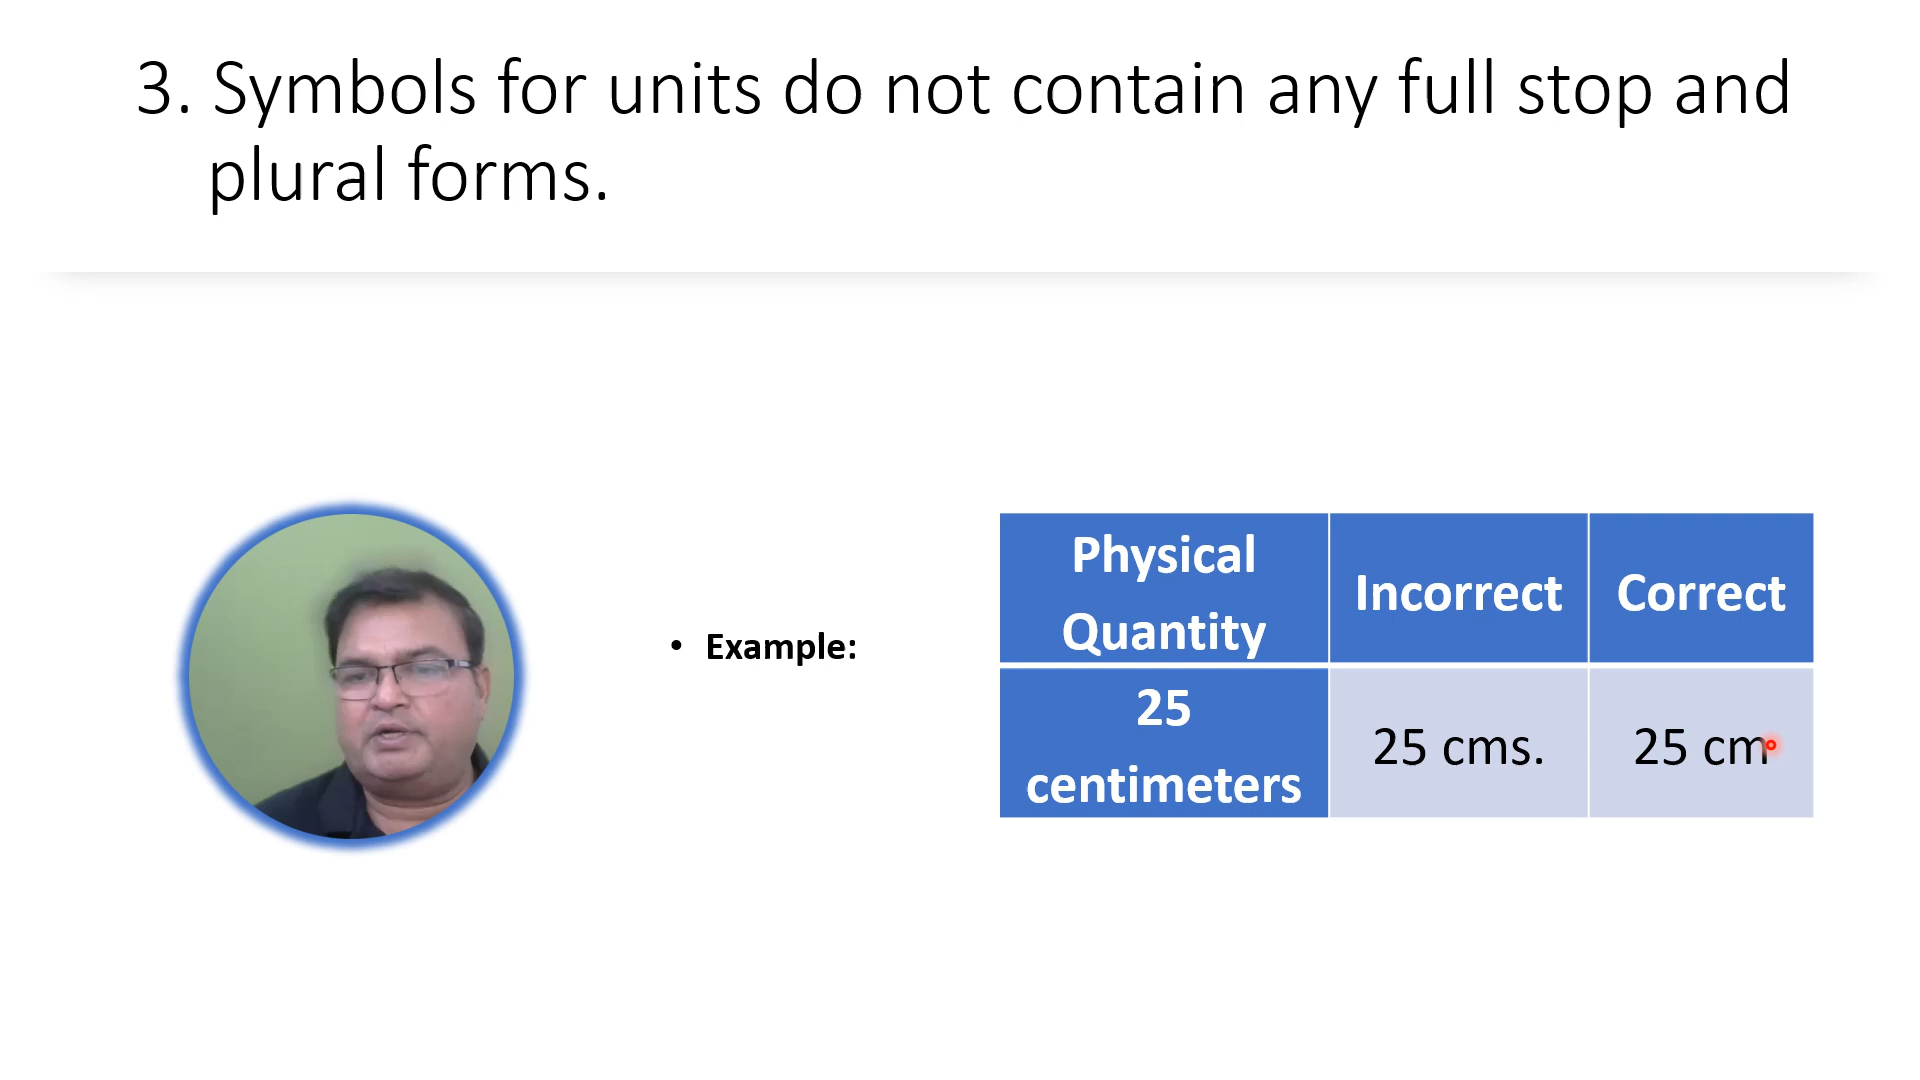 3. Symbols for units do not contain any full stop and
plural forms.
• Example:
Physical
Quantity
Incorrect
Correct
25
centimeters
25 cms.
25 cm